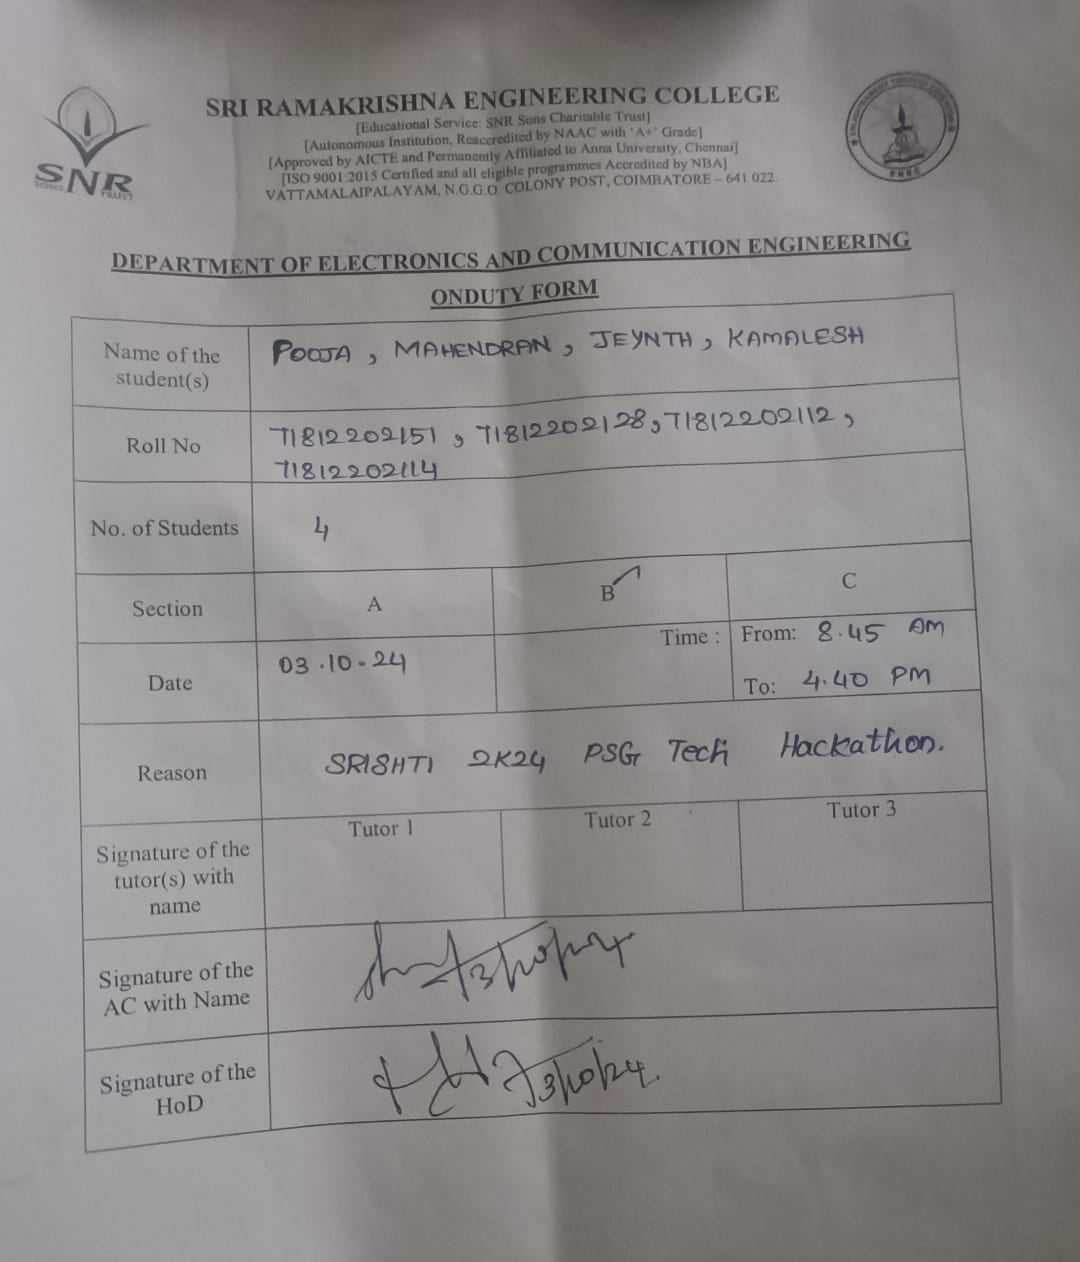 SRI RAMAKRISHNA ENGINEERING COLLEGE
[Educational Service: SNR Sons Charitable Trust]
[Autonomous Institution, Reaccredited by NAAC with 'A+' Grade]
[Approved by AICTE and Permanently Affiliated to Anna University, Chennai]
[ISO 9001:2015 Certified and all eligible programmes Accredited by NBA]
VATTAMALAIPALAYAM, N.G.G.O. COLONY POST, COIMBATORE – 641 022.
SNR
SONS TRUST
DEPARTMENT OF ELECTRONICS AND COMMUNICATION ENGINEERING
ONDUTY FORM
Name of the student(s) POOJA, MAHENDRAN, JEYNTH, KAMALESH
Roll No 71812202151, 71812202128, 71812202112,
71812202114
No. of Students 4
Section A B C
Date 03.10.24 Time : From: 8.45 AM
To: 4.40 PM
Reason SRISHTI 2K24 PSG Tech Hackathon.
Signature of the tutor(s) with name Tutor 1 Tutor 2 Tutor 3
Signature of the AC with Name 3/10/24
Signature of the HoD 3/10/24.